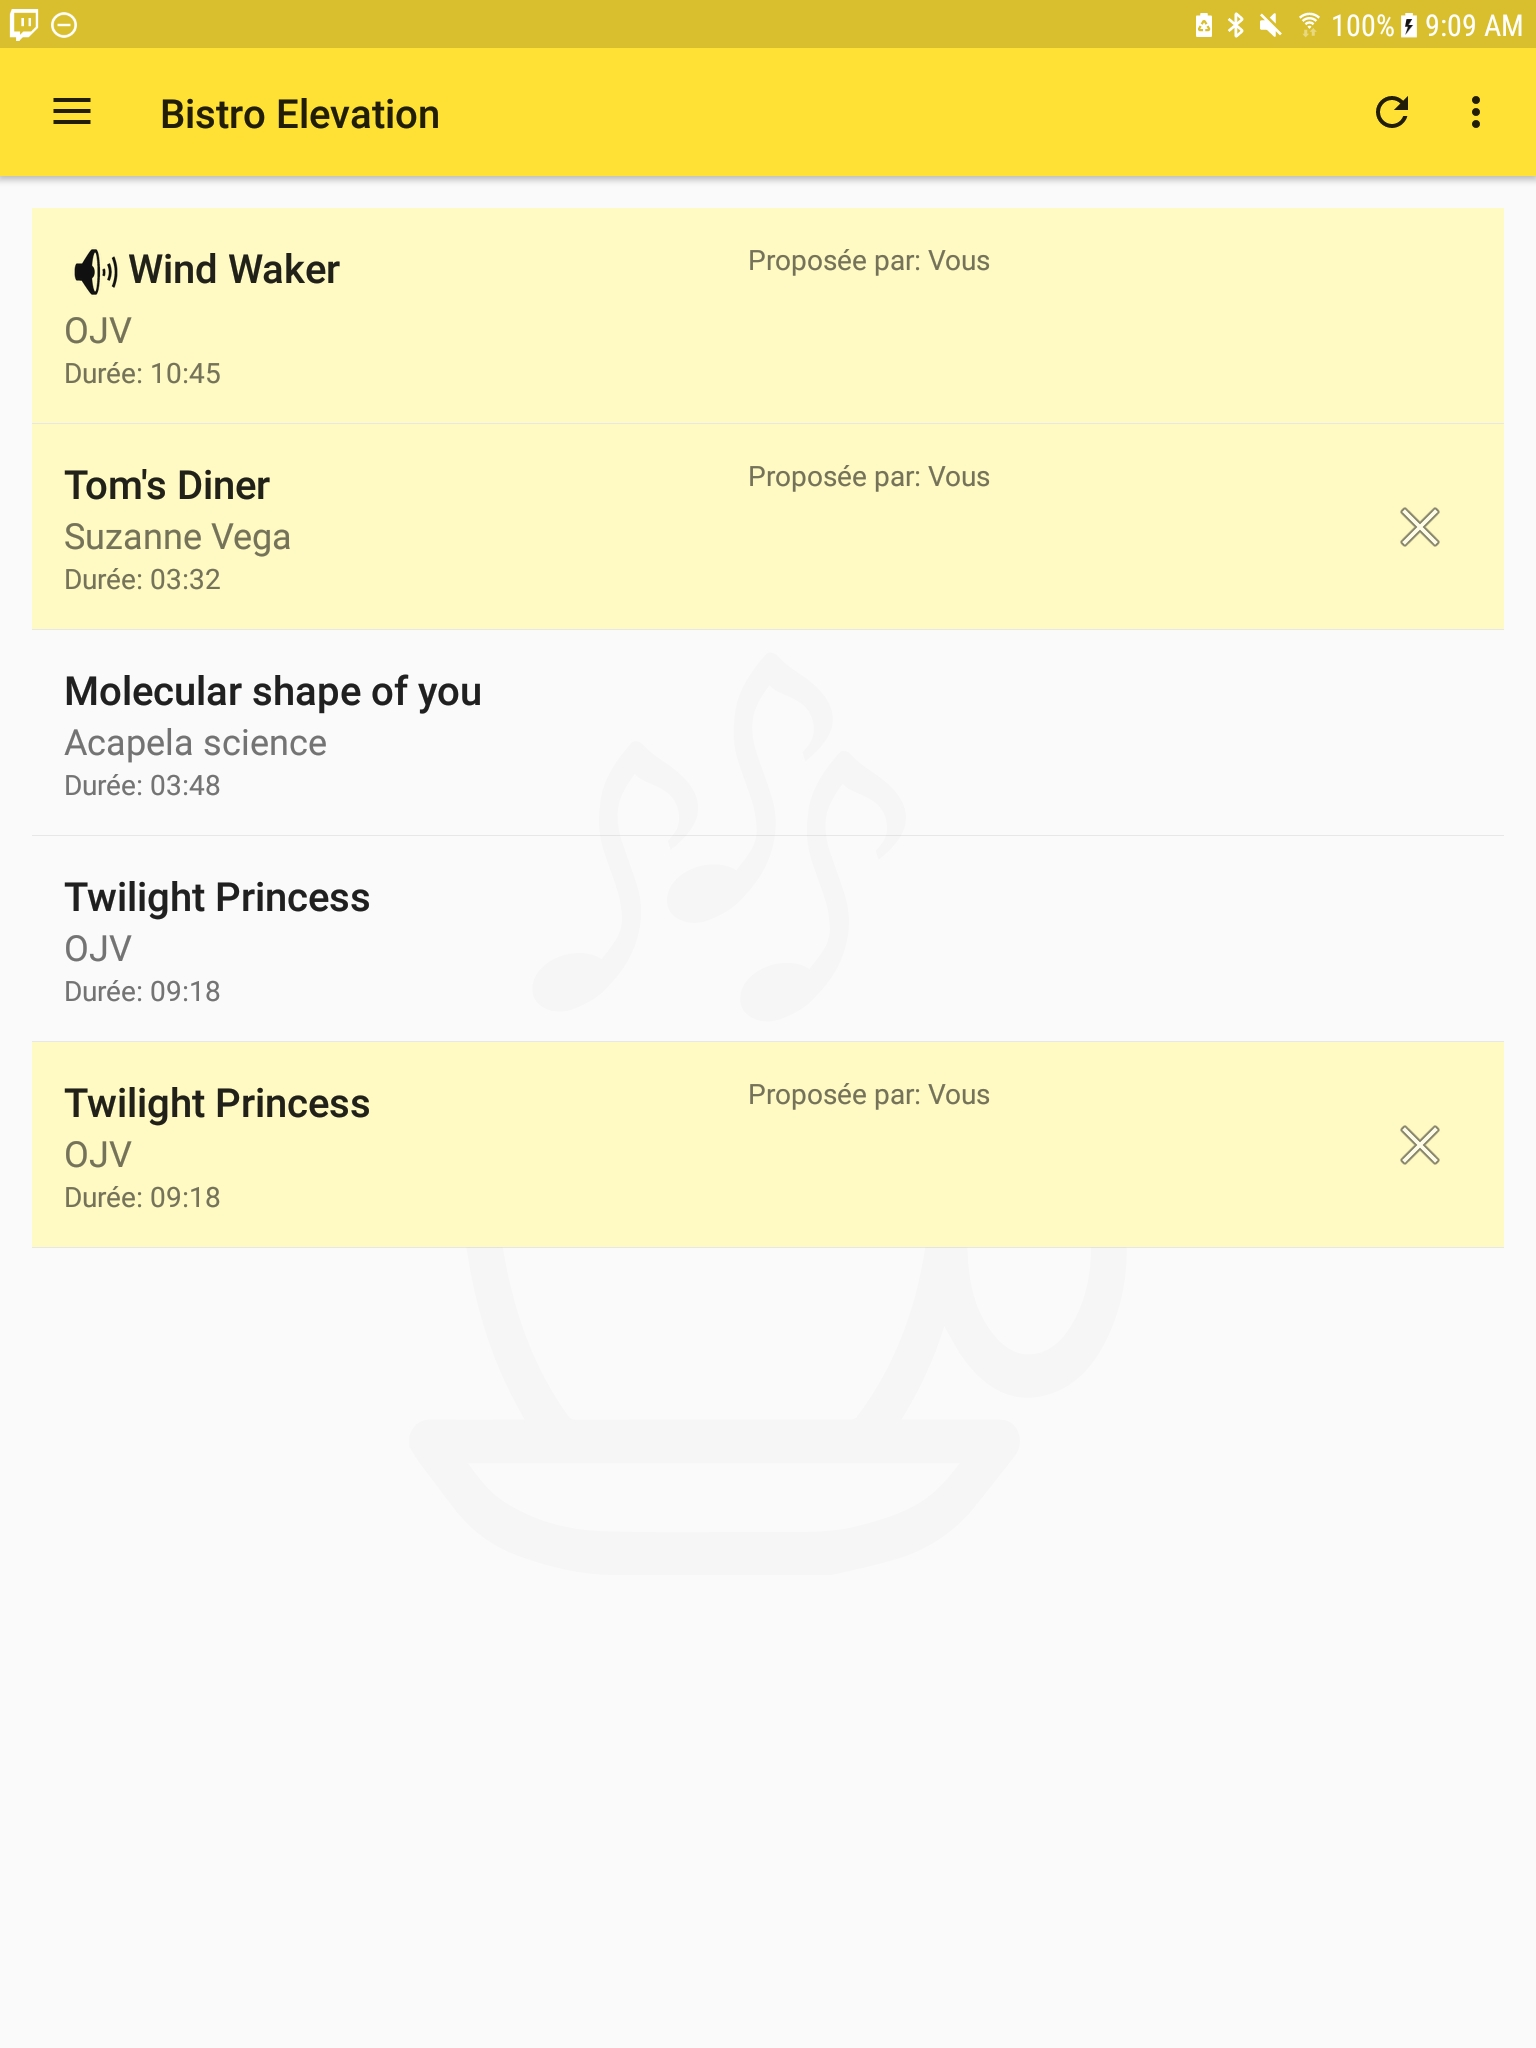 100% 9:09 AM
Bistro Elevation
Wind Waker
Proposée par: Vous
OJV
Durée: 10:45
Tom's Diner
Proposée par: Vous
Suzanne Vega
Durée: 03:32
Molecular shape of you
Acapela science
Durée: 03:48
Twilight Princess
OJV
Durée: 09:18
Twilight Princess
Proposée par: Vous
OJV
Durée: 09:18